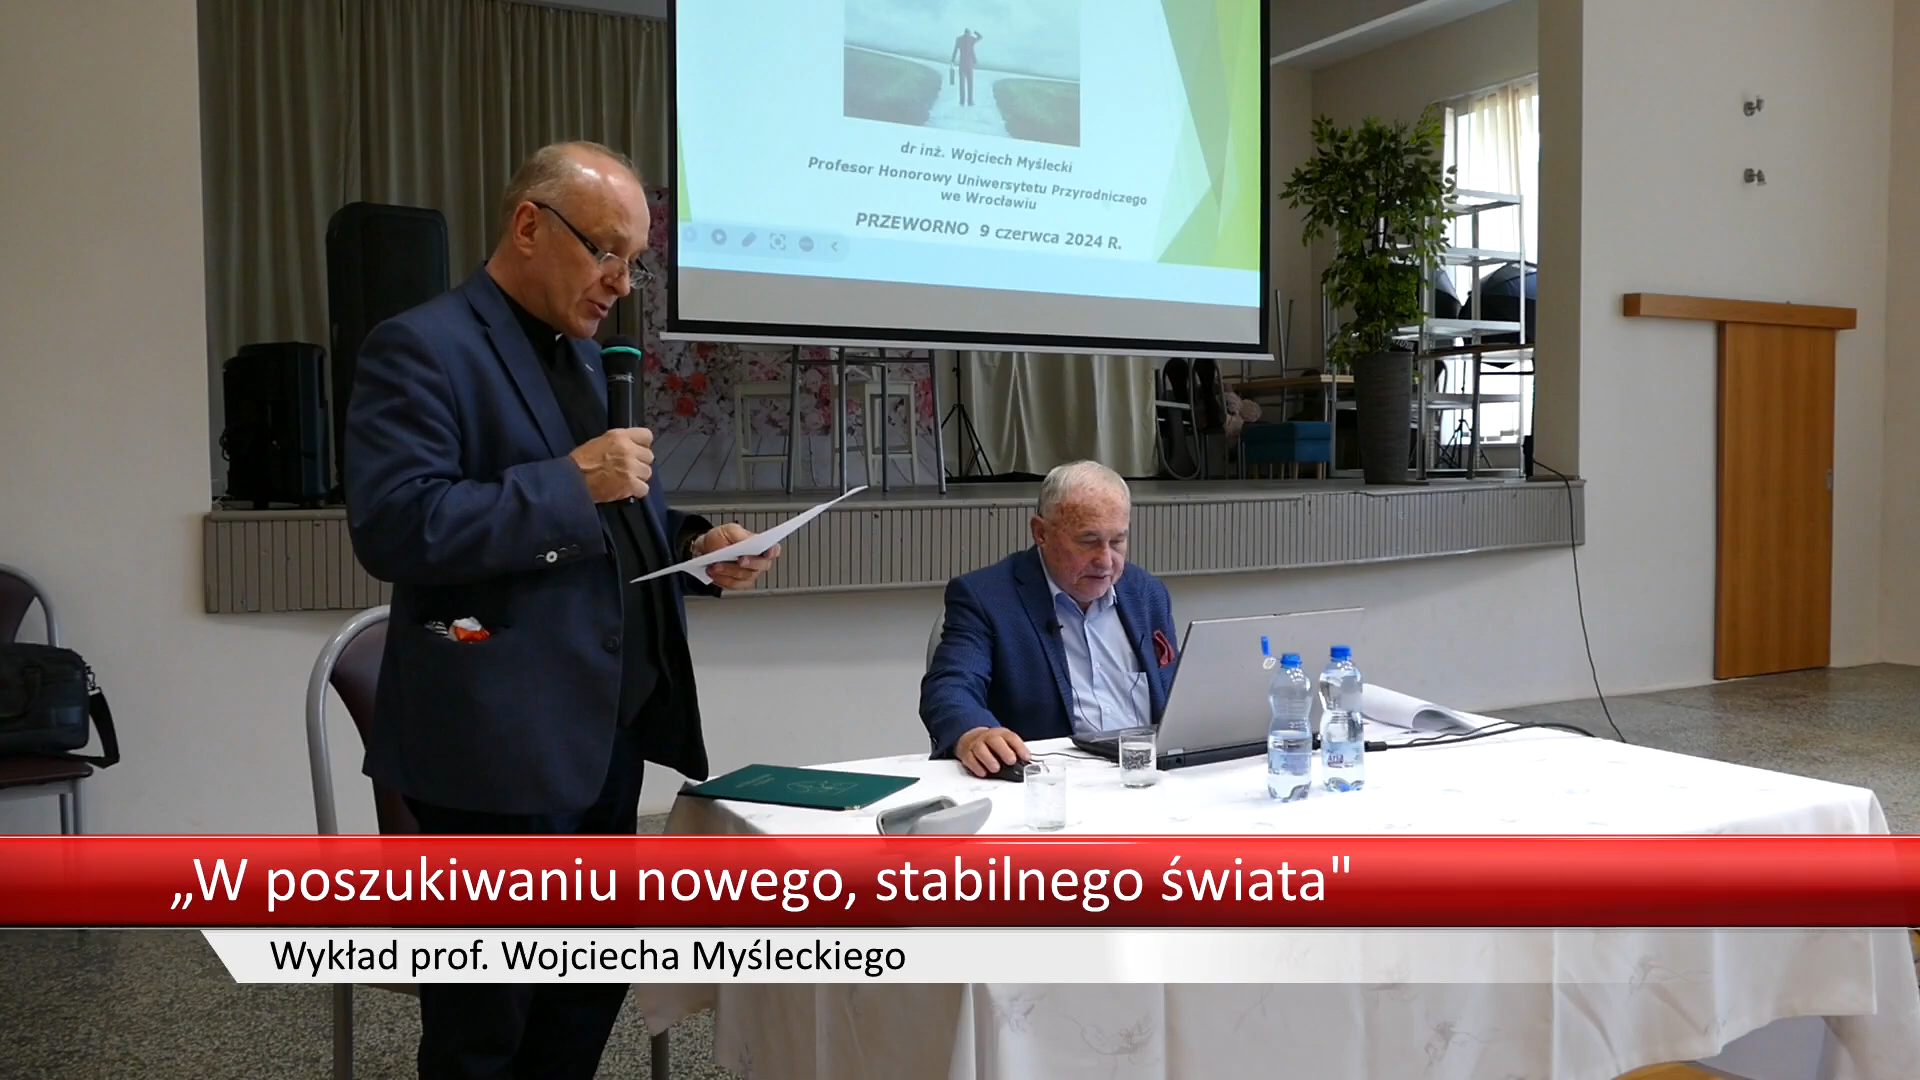 dr inż. Wojciech Myślecki
Profesor Honorowy Uniwersytetu Przyrodniczego
we Wrocławiu
PRZEWORNO 9 czerwca 2024 R.
„W poszukiwaniu nowego, stabilnego świata"
Wykład prof. Wojciecha Myśleckiego